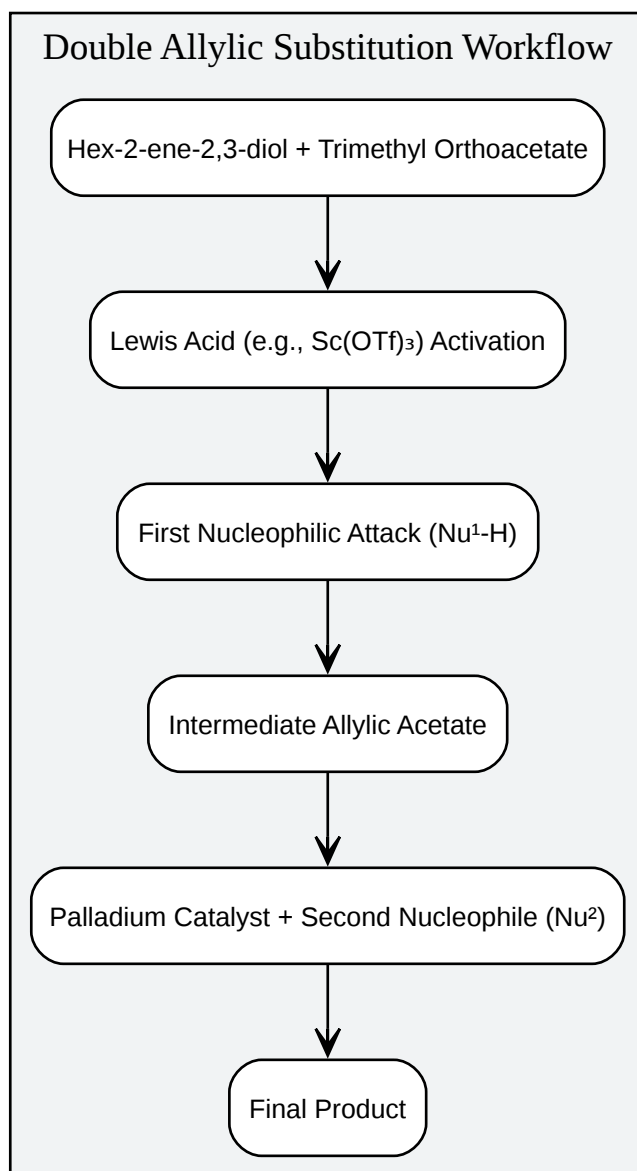 Double Allylic Substitution Workflow
Hex-2-ene-2,3-diol + Trimethyl Orthoacetate
Lewis Acid (e.g., Sc(OTf)₃) Activation
First Nucleophilic Attack (Nu¹-H)
Intermediate Allylic Acetate
Palladium Catalyst + Second Nucleophile (Nu²)
Final Product